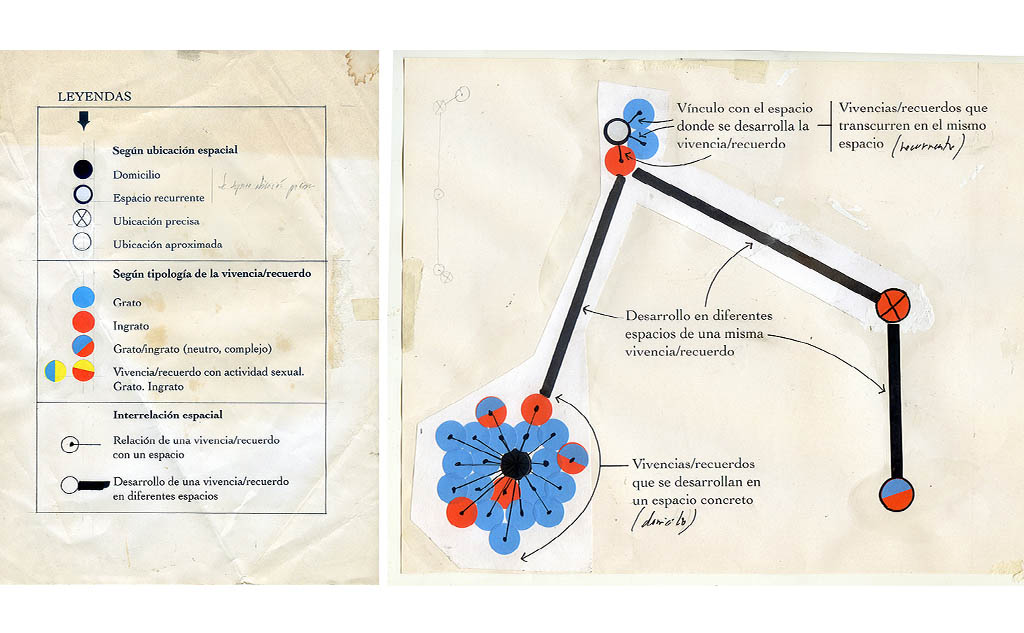 LEYENDAS
Según ubicación espacial
Domicilio
Espacio recurrente
Ubicación precisa
Ubicación aproximada
Según tipología de la vivencia/recuerdo
Grato
Ingrato
Grato/ingrato (neutro, complejo)
Vivencia/recuerdo con actividad sexual.
Grato. Ingrato
Interrelación espacial
Relación de una vivencia/recuerdo
con un espacio
Desarrollo de una vivencia/recuerdo
en diferentes espacios
Vínculo con el espacio
donde se desarrolla la
vivencia/recuerdo
Vivencias/recuerdos que
transcurren en el mismo
espacio (recurrente)
Desarrollo en diferentes
espacios de una misma
vivencia/recuerdo
Vivencias/recuerdos
que se desarrollan en
un espacio concreto
(domicilio)